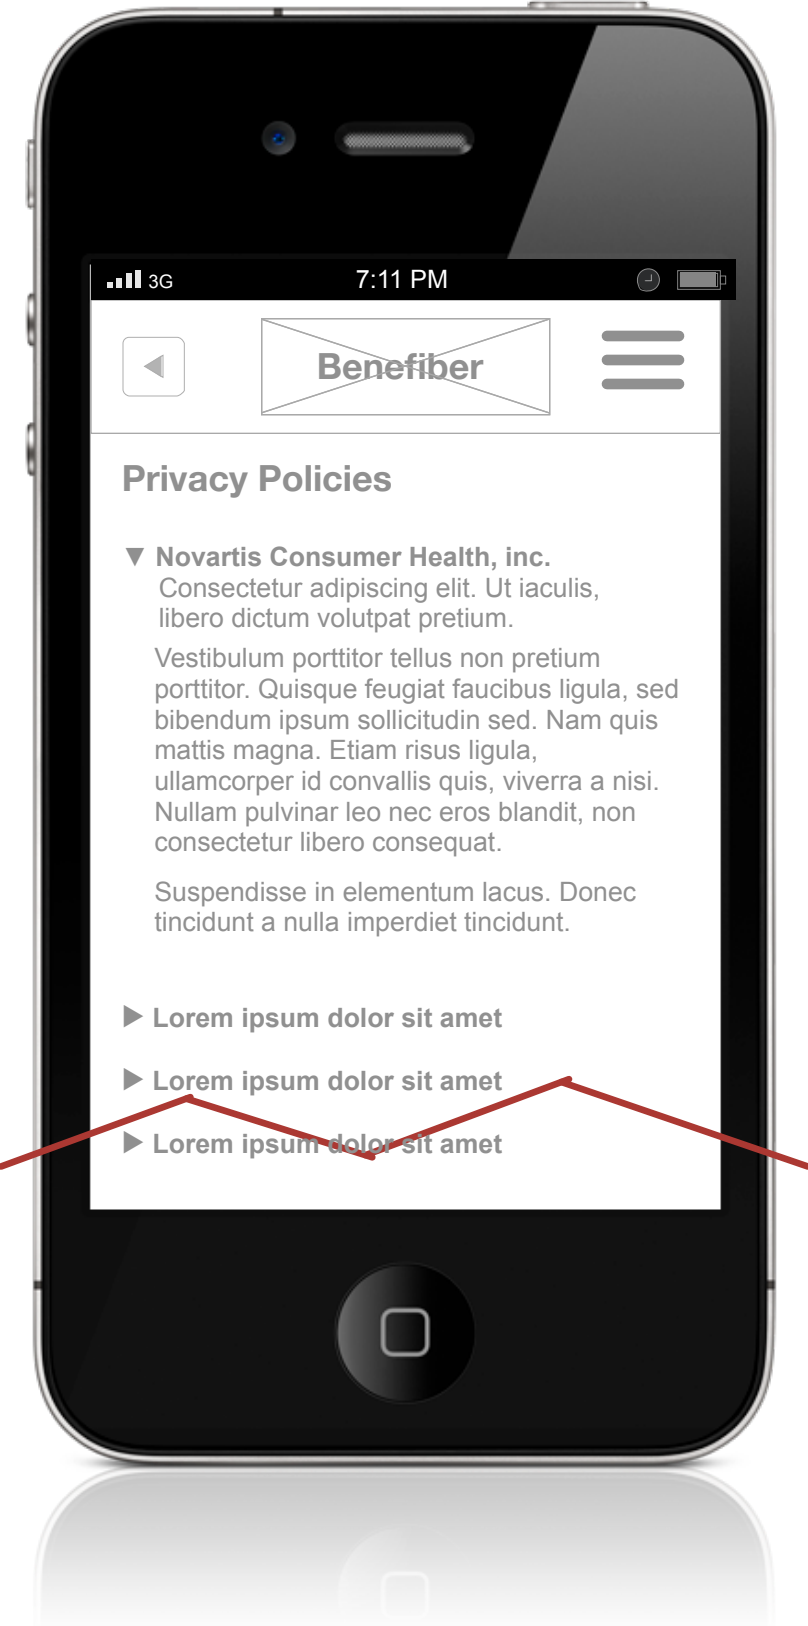 3G 7:11 PM
Benefiber
Privacy Policies
▼ Novartis Consumer Health, inc.
Consectetur adipiscing elit. Ut iaculis,
libero dictum volutpat pretium.
Vestibulum porttitor tellus non pretium
porttitor. Quisque feugiat faucibus ligula, sed
bibendum ipsum sollicitudin sed. Nam quis
mattis magna. Etiam risus ligula,
ullamcorper id convallis quis, viverra a nisi.
Nullam pulvinar leo nec eros blandit, non
consectetur libero consequat.
Suspendisse in elementum lacus. Donec
tincidunt a nulla imperdiet tincidunt.
▶ Lorem ipsum dolor sit amet
▶ Lorem ipsum dolor sit amet
▶ Lorem ipsum dolor sit amet